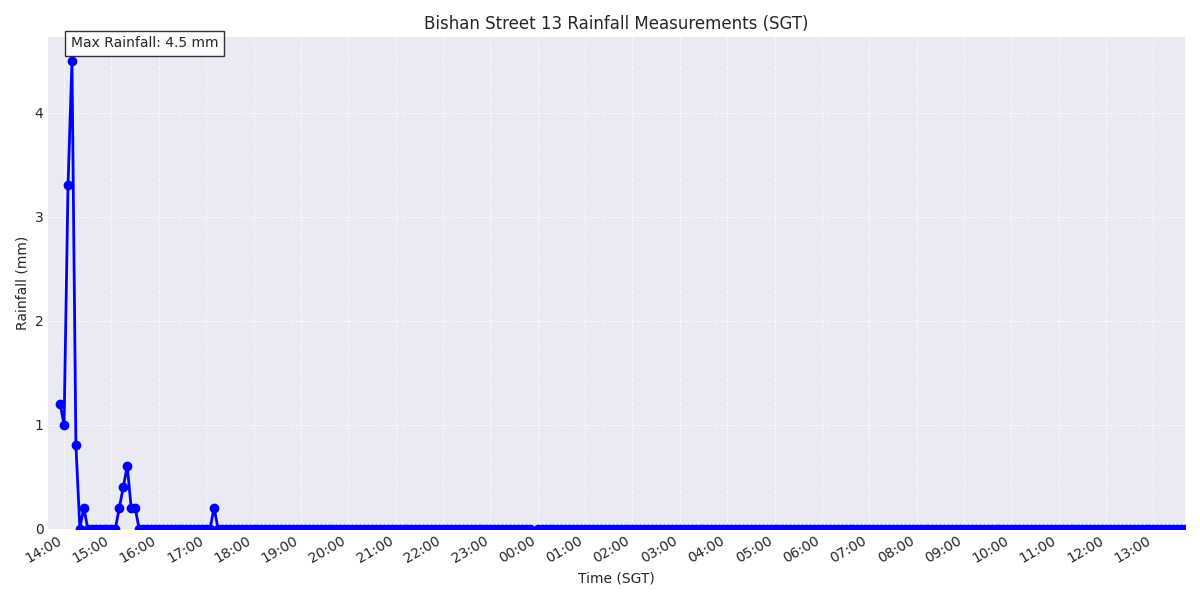 Bishan Street 13 Rainfall Measurements (SGT)
Max Rainfall: 4.5 mm
4
3
2
1
0
Rainfall (mm)
14:00 15:00 16:00 17:00 18:00 19:00 20:00 21:00 22:00 23:00 00:00 01:00 02:00 03:00 04:00 05:00 06:00 07:00 08:00 09:00 10:00 11:00 12:00 13:00
Time (SGT)